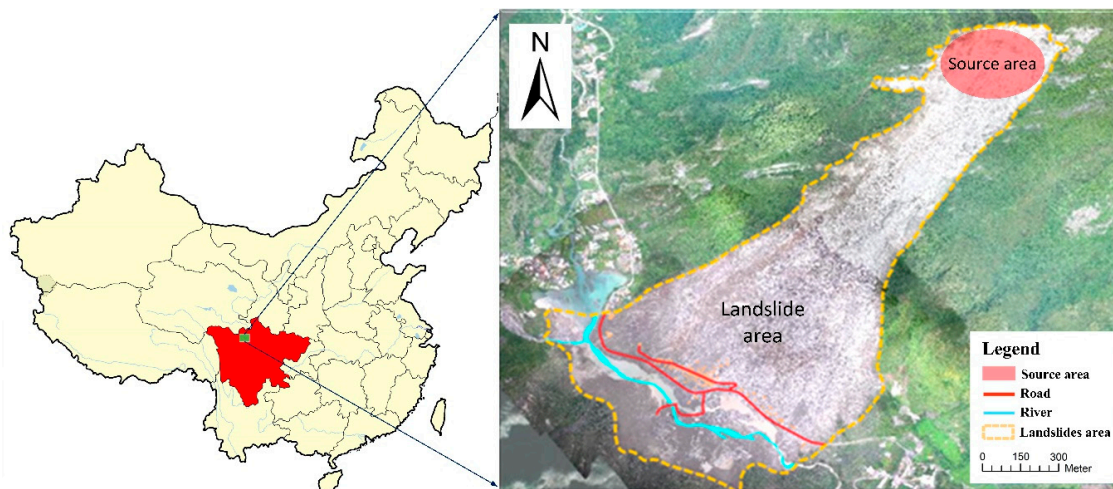 N
Source area
Landslide
area
Legend
Source area
Road
River
Landslides area
0 150 300
Meter